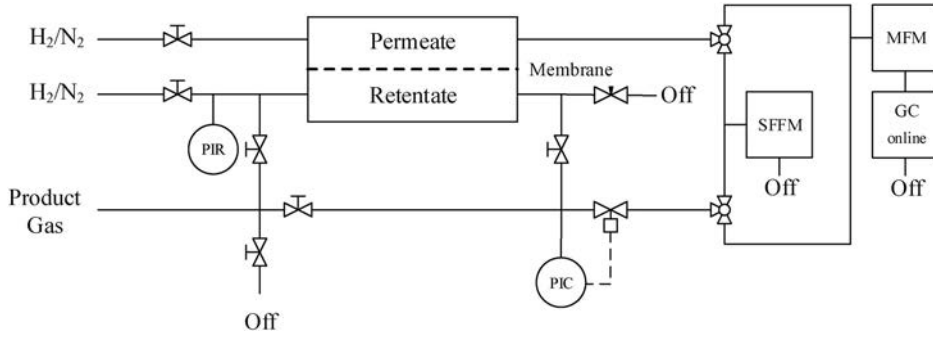 H₂/N₂
Permeate
MFM
Membrane
H₂/N₂
Retentate
Off
GC
online
SFFM
PIR
Off
Off
Product
Gas
PIC
Off